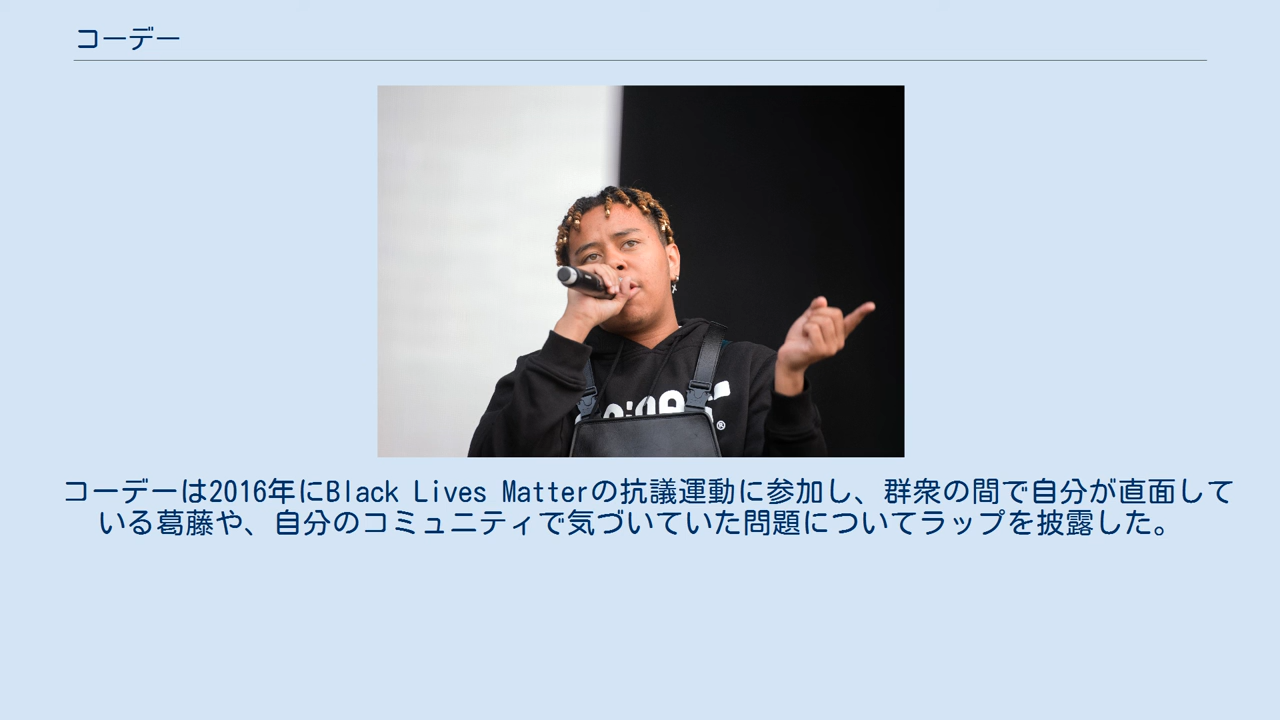 コーデー
コーデーは2016年にBlack Lives Matterの抗議運動に参加し、群衆の間で自分が直面して
いる葛藤や、自分のコミュニティで気づいていた問題についてラップを披露した。